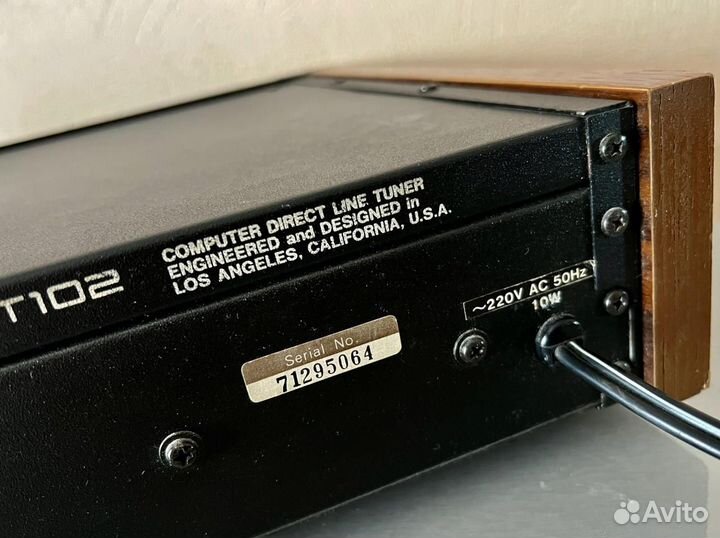 T102
COMPUTER DIRECT LINE TUNER
ENGINEERED and DESIGNED in
LOS ANGELES, CALIFORNIA, U.S.A.
~220V AC 50Hz
10W
Serial No.
71295064
Avito